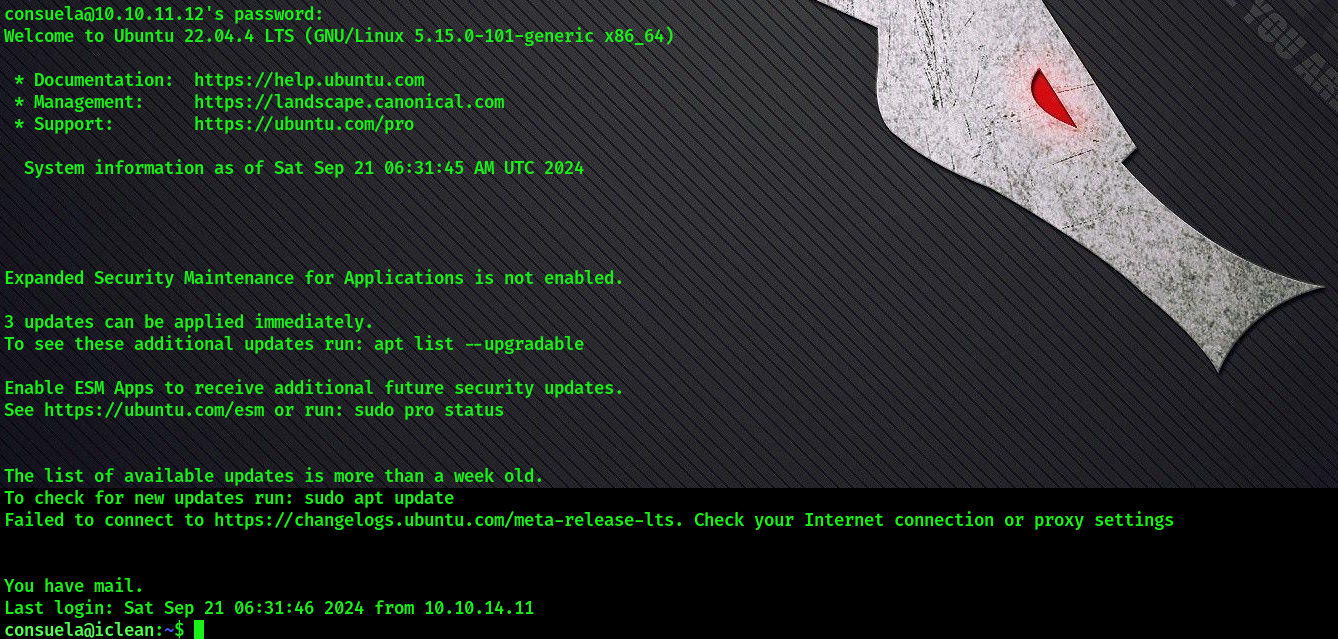 consuela@10.10.11.12's password:
Welcome to Ubuntu 22.04.4 LTS (GNU/Linux 5.15.0-101-generic x86_64)
 * Documentation:  https://help.ubuntu.com
 * Management:     https://landscape.canonical.com
 * Support:        https://ubuntu.com/pro
  System information as of Sat Sep 21 06:31:45 AM UTC 2024
Expanded Security Maintenance for Applications is not enabled.
3 updates can be applied immediately.
To see these additional updates run: apt list --upgradable
Enable ESM Apps to receive additional future security updates.
See https://ubuntu.com/esm or run: sudo pro status
The list of available updates is more than a week old.
To check for new updates run: sudo apt update
Failed to connect to https://changelogs.ubuntu.com/meta-release-lts. Check your Internet connection or proxy settings
You have mail.
Last login: Sat Sep 21 06:31:46 2024 from 10.10.14.11
consuela@iclean:~$
YOU